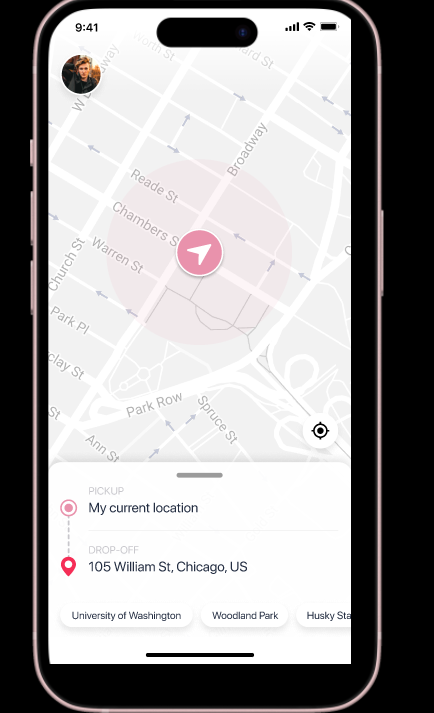 9:41
W Broadway
Worth St
Broadway
Reade St
Chambers S
Warren St
Church St
Park Pl
clay St
St
Park Row
Spruce St
Ann St
PICKUP
My current location
DROP-OFF
105 William St, Chicago, US
University of Washington
Woodland Park
Husky Sta